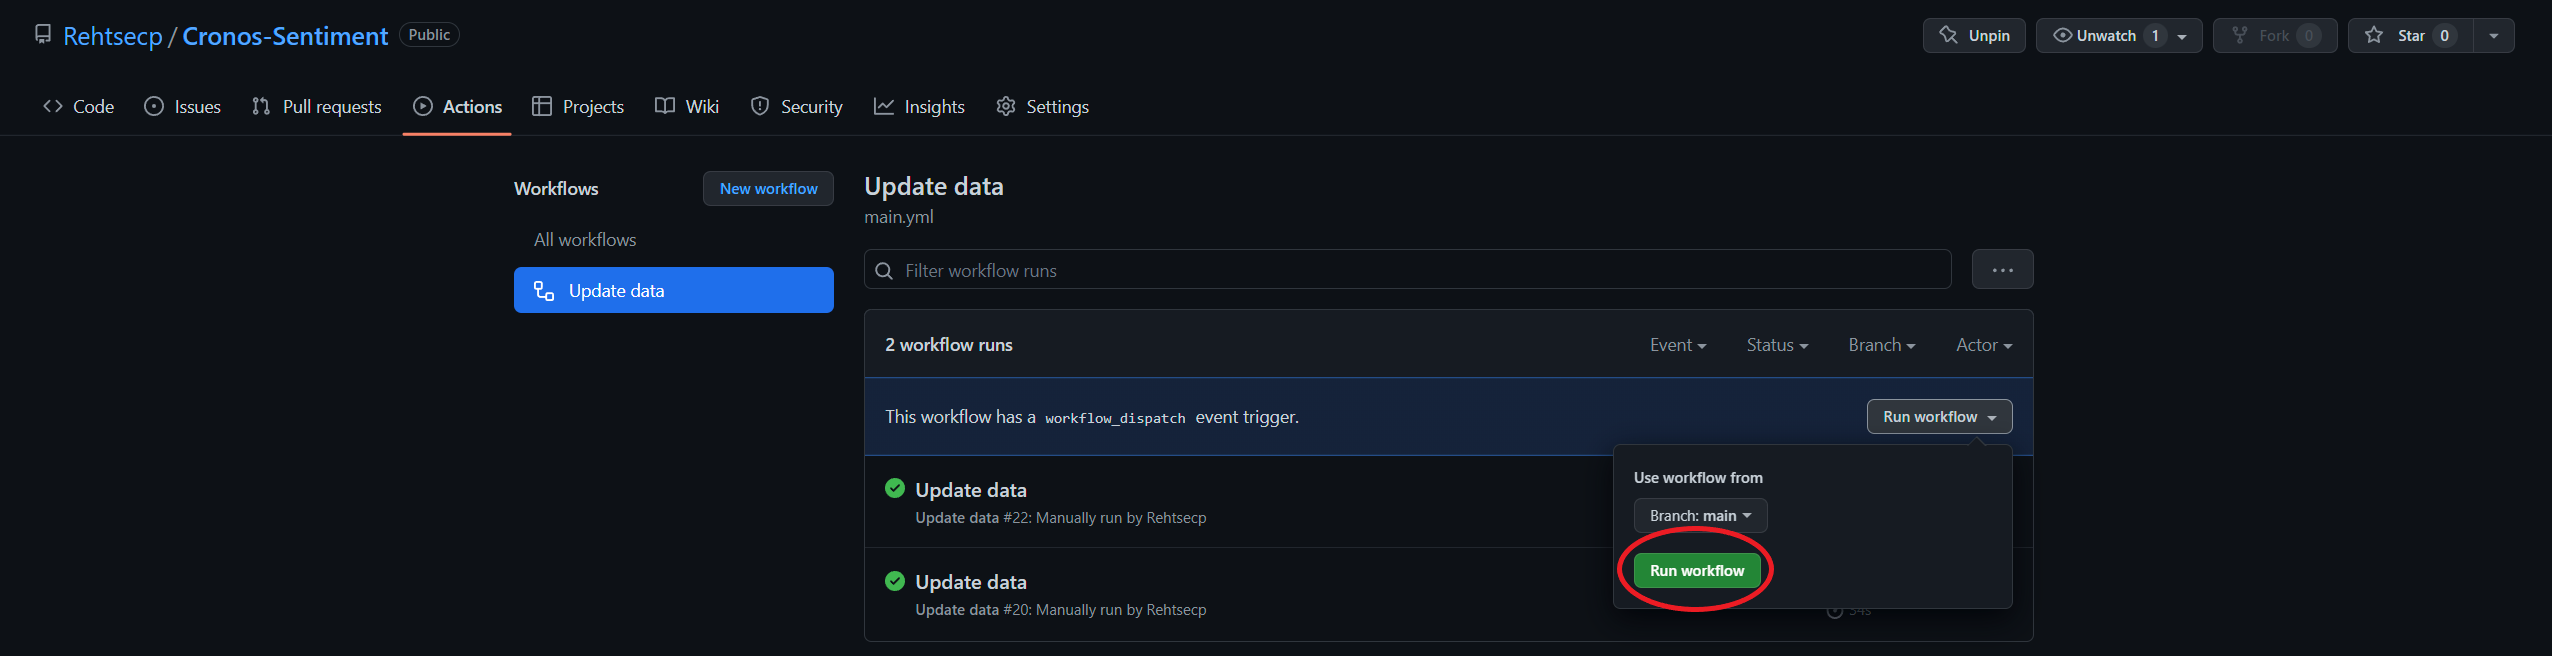 Rehtsecp / Cronos-Sentiment Public Unpin Unwatch 1 Fork 0 Star 0
Code Issues Pull requests Actions Projects Wiki Security Insights Settings
Workflows New workflow
All workflows
Update data
Update data
main.yml
Filter workflow runs ...
2 workflow runs Event Status Branch Actor
This workflow has a workflow_dispatch event trigger. Run workflow
Use workflow from
Branch: main
Run workflow
Update data
Update data #22: Manually run by Rehtsecp
Update data
Update data #20: Manually run by Rehtsecp
34s